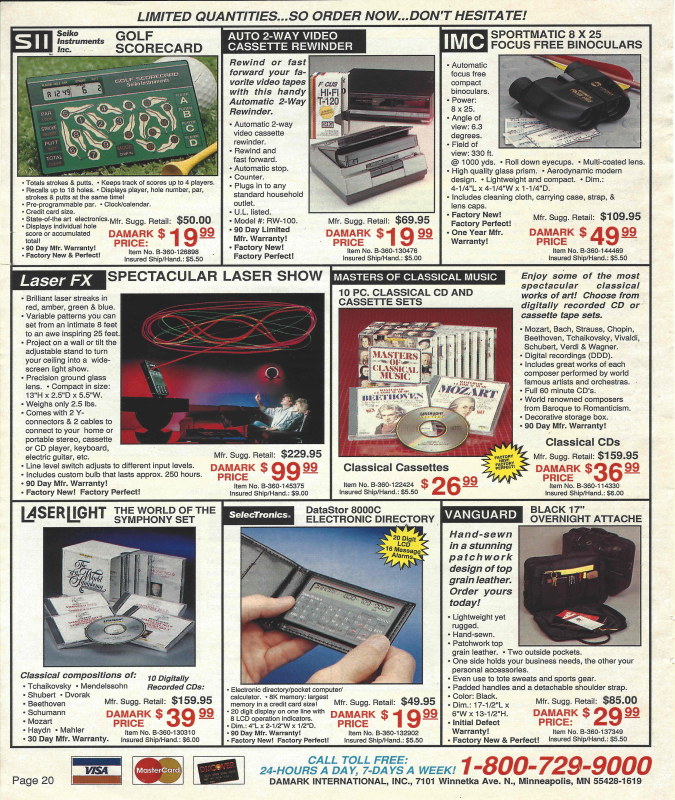 LIMITED QUANTITIES...SO ORDER NOW...DON'T HESITATE!
SII Seiko
Instruments
Inc.
GOLF
SCORECARD
GOLF SCORECARD
Seiko Instruments
PAR
STROKE
PUTT
TOTAL
PLAYER
A
B
C
D
• Totals strokes & putts. • Keeps track of scores up to 4 players.
• Recalls up to 18 holes. • Displays player, hole number, par,
strokes & putts at the same time!
• Pre-programmable par. • Clock/calendar.
• Credit card size.
• State-of-the art electronics.
• Displays individual hole
score or accumulated
total!
• 90 Day Mfr. Warranty!
• Factory New & Perfect!
Mfr. Sugg. Retail: $50.00
DAMARK
PRICE: $19 99
Item No. B-360-126898
Insured Ship/Hand.: $5.50
AUTO 2-WAY VIDEO
CASSETTE REWINDER
Rewind or fast
forward your fa-
vorite video tapes
with this handy
Automatic 2-Way
Rewinder.
• Automatic 2-way
video cassette
rewinder.
• Rewind and
fast forward.
• Automatic stop.
• Counter.
• Plugs in to any
standard household
outlet.
• U.L. listed.
• Model #: RW-100.
• 90 Day Limited
Mfr. Warranty!
• Factory New!
Factory Perfect!
HI-FI
T-120
Mfr. Sugg. Retail: $69.95
DAMARK
PRICE: $19 99
Item No. B-360-130476
Insured Ship/Hand.: $5.00
IMC
SPORTMATIC 8 X 25
FOCUS FREE BINOCULARS
• Automatic
focus free
compact
binoculars.
• Power:
8 x 25.
• Angle of
view: 6.3
degrees.
• Field of
view: 330 ft.
@ 1000 yds. • Roll down eyecups. • Multi-coated lens.
• High quality glass prism. • Aerodynamic modern
design. • Lightweight and compact. • Dim.:
4-1/4"L x 4-1/4"W x 1-1/4"D.
• Includes cleaning cloth, carrying case, strap, &
lens caps.
• Factory New!
Factory Perfect!
• One Year Mfr.
Warranty!
Mfr. Sugg. Retail: $109.95
DAMARK
PRICE: $49 99
Item No. B-360-144469
Insured Ship/Hand.: $5.50
Laser FX
SPECTACULAR LASER SHOW
• Brilliant laser streaks in
red, amber, green & blue.
• Variable patterns you can
set from an intimate 8 feet
to an awe inspiring 25 feet.
• Project on a wall or tilt the
adjustable stand to turn
your ceiling into a wide-
screen light show.
• Precision ground glass
lens. • Compact in size:
13"H x 2.5"D x 5.5"W.
• Weighs only 2.5 lbs.
• Comes with 2 Y-
connectors & 2 cables to
connect to your home or
portable stereo, cassette
or CD player, keyboard,
electric guitar, etc.
• Line level switch adjusts to different input levels.
• Includes custom bulb that lasts approx. 250 hours.
• 90 Day Mfr. Warranty!
• Factory New! Factory Perfect!
Mfr. Sugg. Retail: $229.95
DAMARK
PRICE: $99 99
Item No. B-360-145375
Insured Ship/Hand.: $9.00
MASTERS OF CLASSICAL MUSIC
10 PC. CLASSICAL CD AND
CASSETTE SETS
MASTERS
OF
CLASSICAL
MUSIC
BEETHOVEN
MOZART
Enjoy some of the most
spectacular classical
works of art! Choose from
digitally recorded CD or
cassette tape sets.
• Mozart, Bach, Strauss, Chopin,
Beethoven, Tchaikovsky, Vivaldi,
Schubert, Verdi & Wagner.
• Digital recordings (DDD).
• Includes great works of each
composer performed by world
famous artists and orchestras.
• Full 60 minute CD's.
• World renowned composers
from Baroque to Romanticism.
• Decorative storage box.
• 90 Day Mfr. Warranty!
FACTORY
NEW!
FACTORY
PERFECT!
Classical Cassettes
Item No. B-360-122424
Insured Ship/Hand.: $5.50
$26 99
Classical CDs
Mfr. Sugg. Retail: $159.95
DAMARK
PRICE: $36 99
Item No. B-360-114330
Insured Ship/Hand.: $6.00
LASERLIGHT
THE WORLD OF THE
SYMPHONY SET
The
World
of the
Symphony
Classical compositions of:
• Tchaikovsky • Mendelssohn
• Shubert • Dvorak
• Beethoven
• Schumann
• Mozart
• Haydn • Mahler
• 30 Day Mfr. Warranty.
10 Digitally
Recorded CDs:
Mfr. Sugg. Retail: $159.95
DAMARK
PRICE: $39 99
Item No. B-360-130310
Insured Ship/Hand.: $6.00
SelecTronics®
DataStor 8000C
ELECTRONIC DIRECTORY
20 Digit
LCD
16 Message
Alarms
• Electronic directory/pocket computer/
calculator. • 8K memory: largest
memory in a credit card size!
• 20 digit display on one line with
8 LCD operation indicators.
• Dim.: 4"L x 2-1/2"W x 1/2"D.
• 90 Day Mfr. Warranty!
• Factory New! Factory Perfect!
Mfr. Sugg. Retail: $49.95
DAMARK
PRICE: $19 99
Item No. B-360-132902
Insured Ship/Hand.: $5.50
VANGUARD
BLACK 17"
OVERNIGHT ATTACHE
Hand-sewn
in a stunning
patchwork
design of top
grain leather.
Order yours
today!
• Lightweight yet
rugged.
• Hand-sewn.
• Patchwork top
grain leather. • Two outside pockets.
• One side holds your business needs, the other your
personal accessories.
• Even use to tote sweats and sports gear.
• Padded handles and a detachable shoulder strap.
• Color: Black.
• Dim.: 17-1/2"L x
6"W x 13-1/2"H.
• Initial Defect
Warranty!
• Factory New & Perfect!
Mfr. Sugg. Retail: $85.00
DAMARK
PRICE: $29 99
Item No. B-360-137349
Insured Ship/Hand.: $5.50
Page 20
VISA
MasterCard
DISCOVER
CALL TOLL FREE:
24-HOURS A DAY, 7-DAYS A WEEK! 1-800-729-9000
DAMARK INTERNATIONAL, INC., 7101 Winnetka Ave. N., Minneapolis, MN 55428-1619